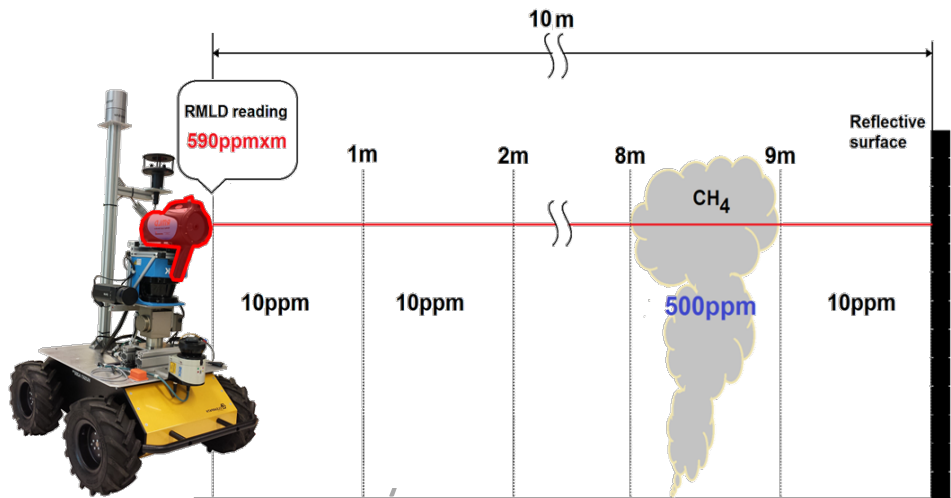 10 m
RMLD reading
590ppmxm
Reflective
surface
1m
2m
8m
9m
CH4
10ppm
10ppm
500ppm
10ppm